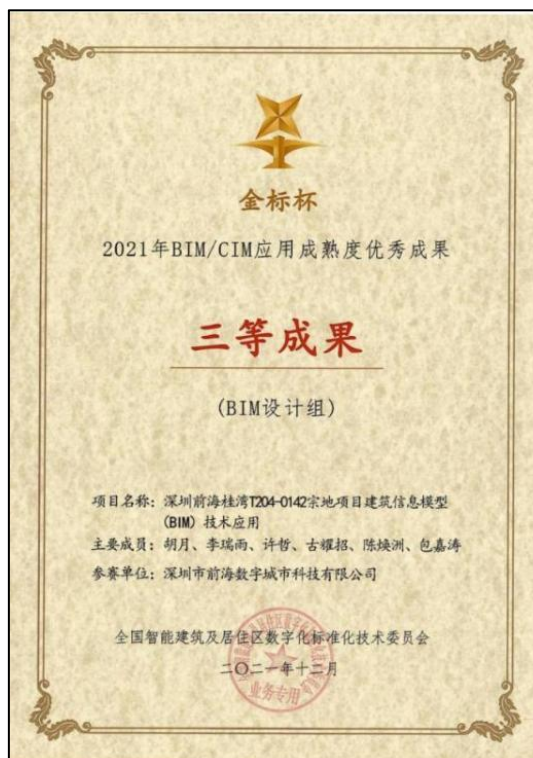 金标杯
2021年BIM/CIM应用成熟度优秀成果
三等成果
(BIM设计组)
项目名称：深圳前海桂湾T204-0142宗地项目建筑信息模型
(BIM) 技术应用
主要成员：胡月、李瑞雨、许哲、古耀招、陈焕洲、包嘉涛
参赛单位：深圳市前海数字城市科技有限公司
全国智能建筑及居住区数字化标准化技术委员会
二〇二一年十二月
业务专用